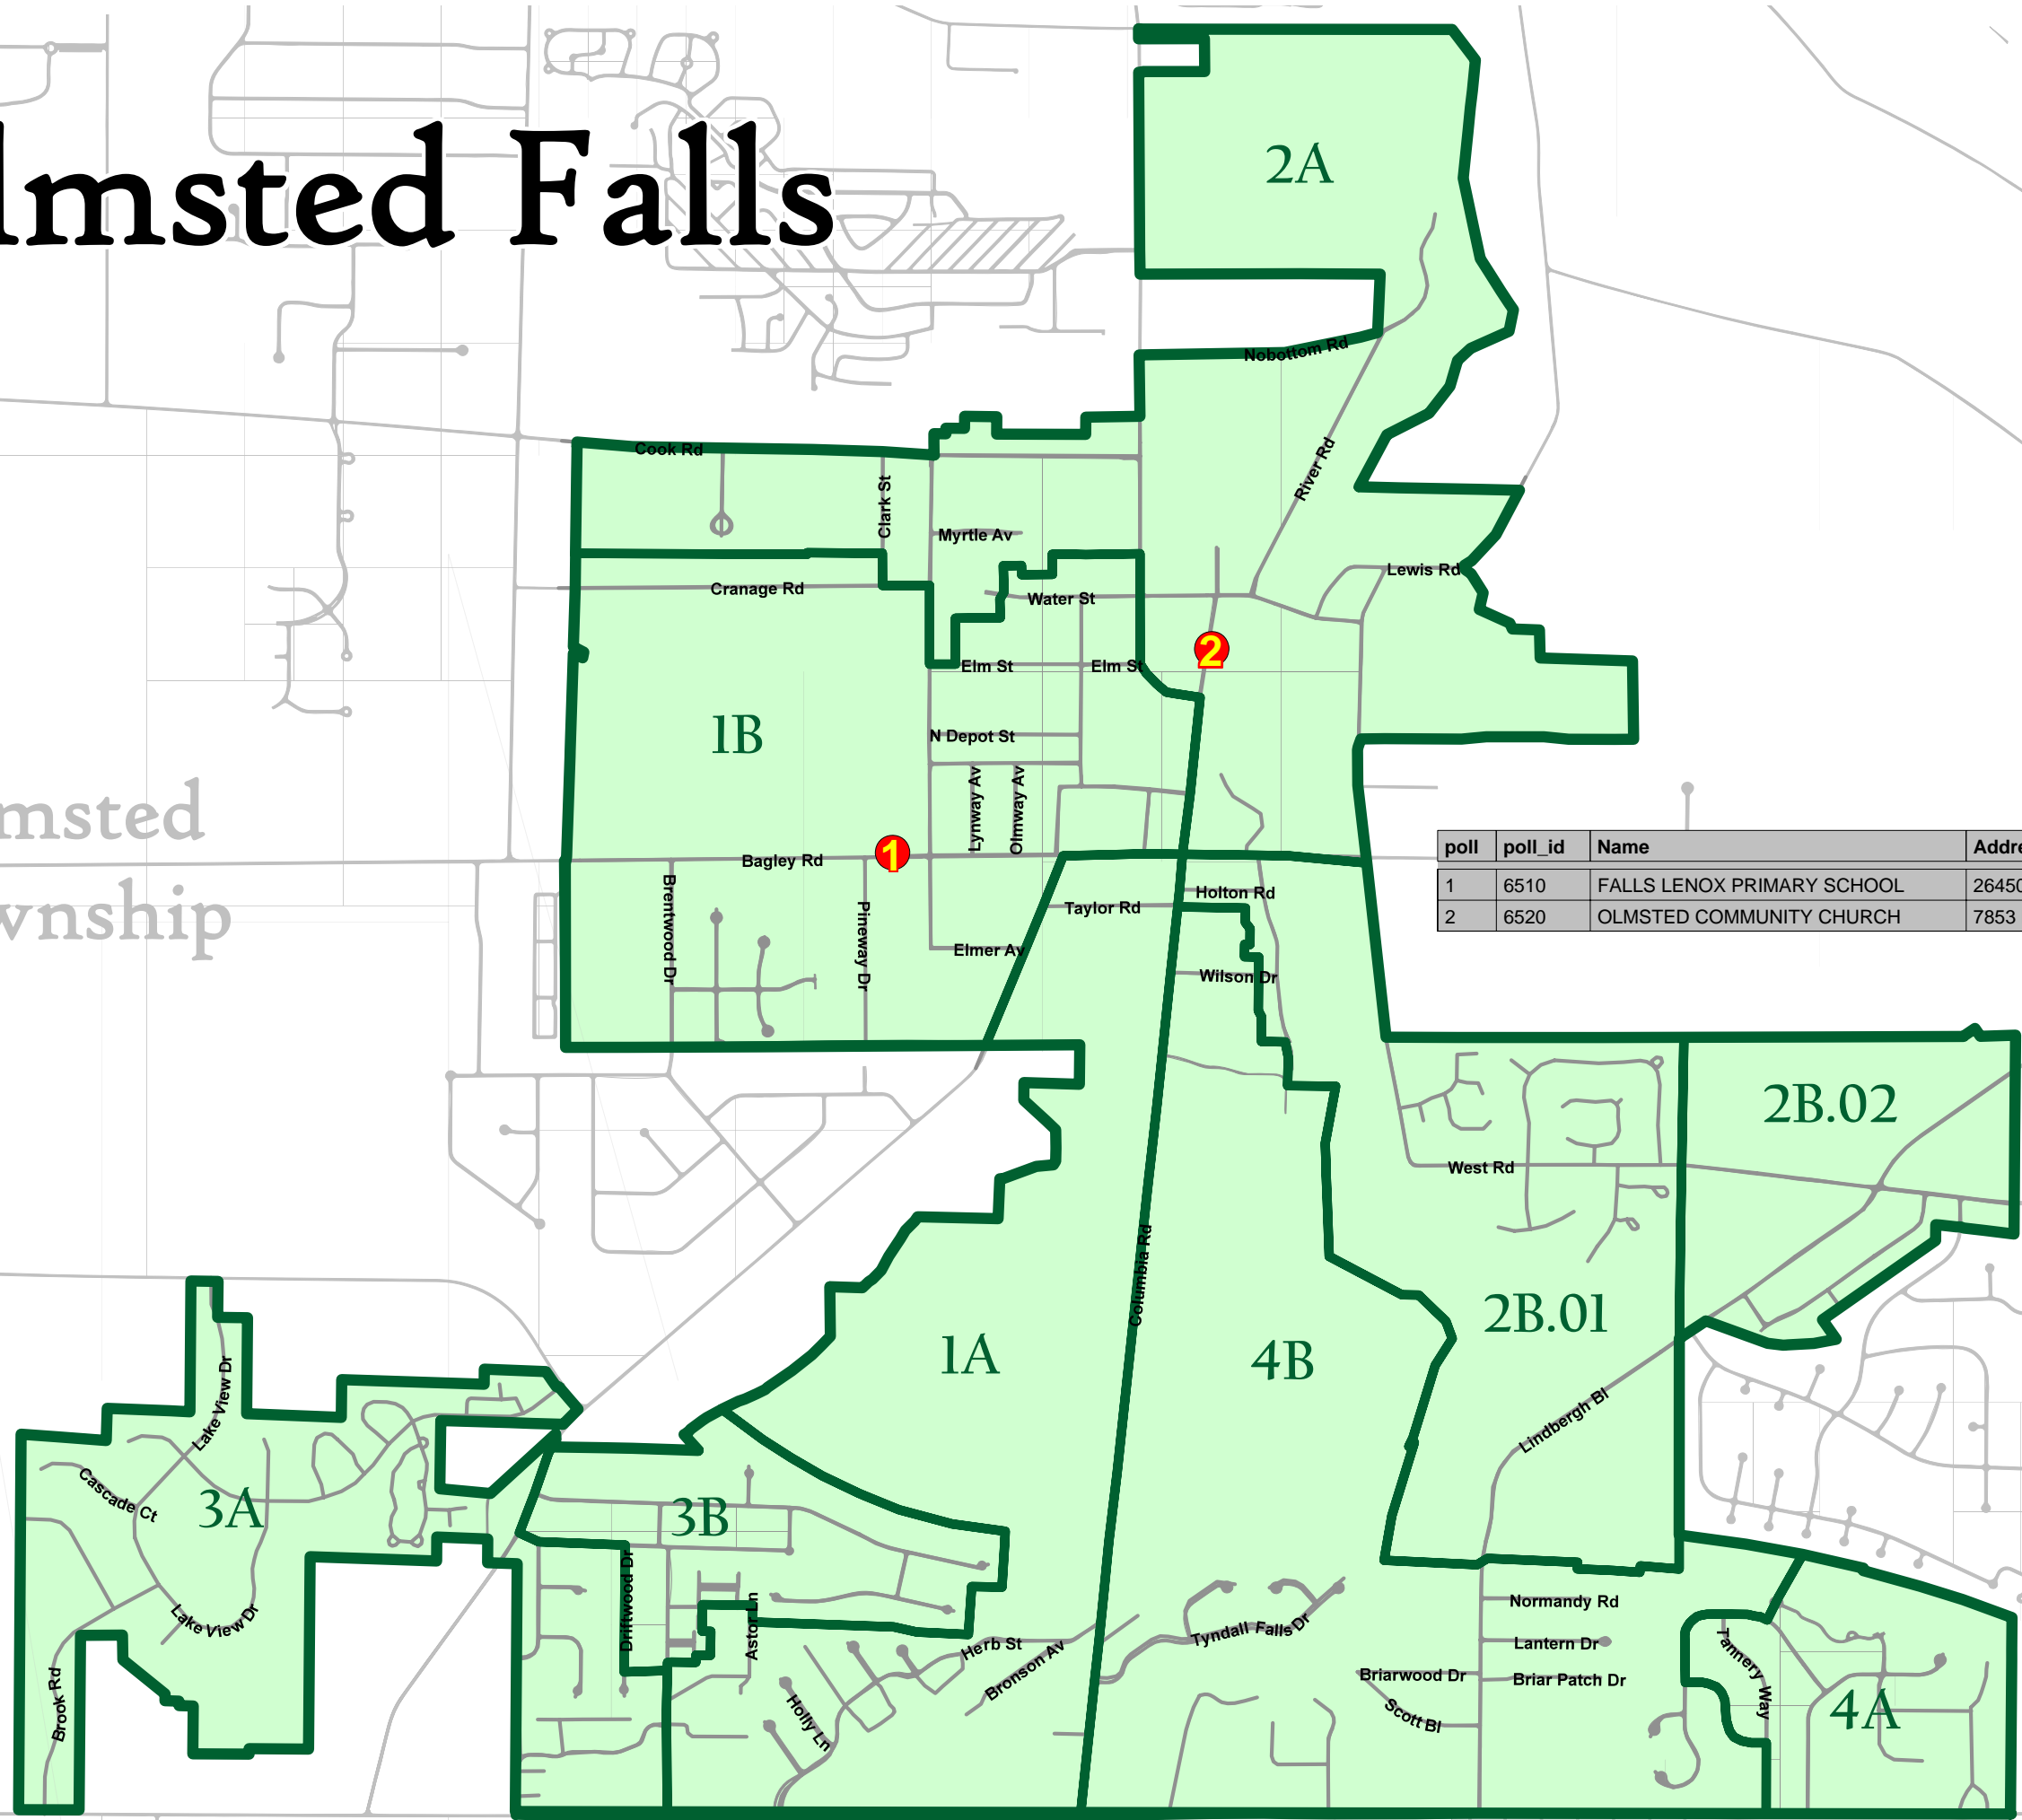 lmsted Falls
2A
Nobottom Rd
Cook Rd
River Rd
Clark St
Myrtle Av
Lewis Rd
Cranage Rd
Water St
2
Elm St
Elm St
1B
N Depot St
Lynway Av
Olmway Av
msted
wnship
1
Bagley Rd
poll poll_id Name Addre
1 6510 FALLS LENOX PRIMARY SCHOOL 26450
2 6520 OLMSTED COMMUNITY CHURCH 7853
Brentwood Dr
Pineway Dr
Holton Rd
Taylor Rd
Elmer Av
Wilson Dr
2B.02
West Rd
Columbia Rd
2B.01
1A
4B
Lake View Dr
Lindbergh Bl
Cascade Ct
3A
3B
Driftwood Dr
Astor Ln
Lake View Dr
Brook Rd
Herb St
Bronson Av
Holly Ln
Tyndall Falls Dr
Normandy Rd
Lantern Dr
Briarwood Dr
Briar Patch Dr
Scott Bl
Tannery Way
4A